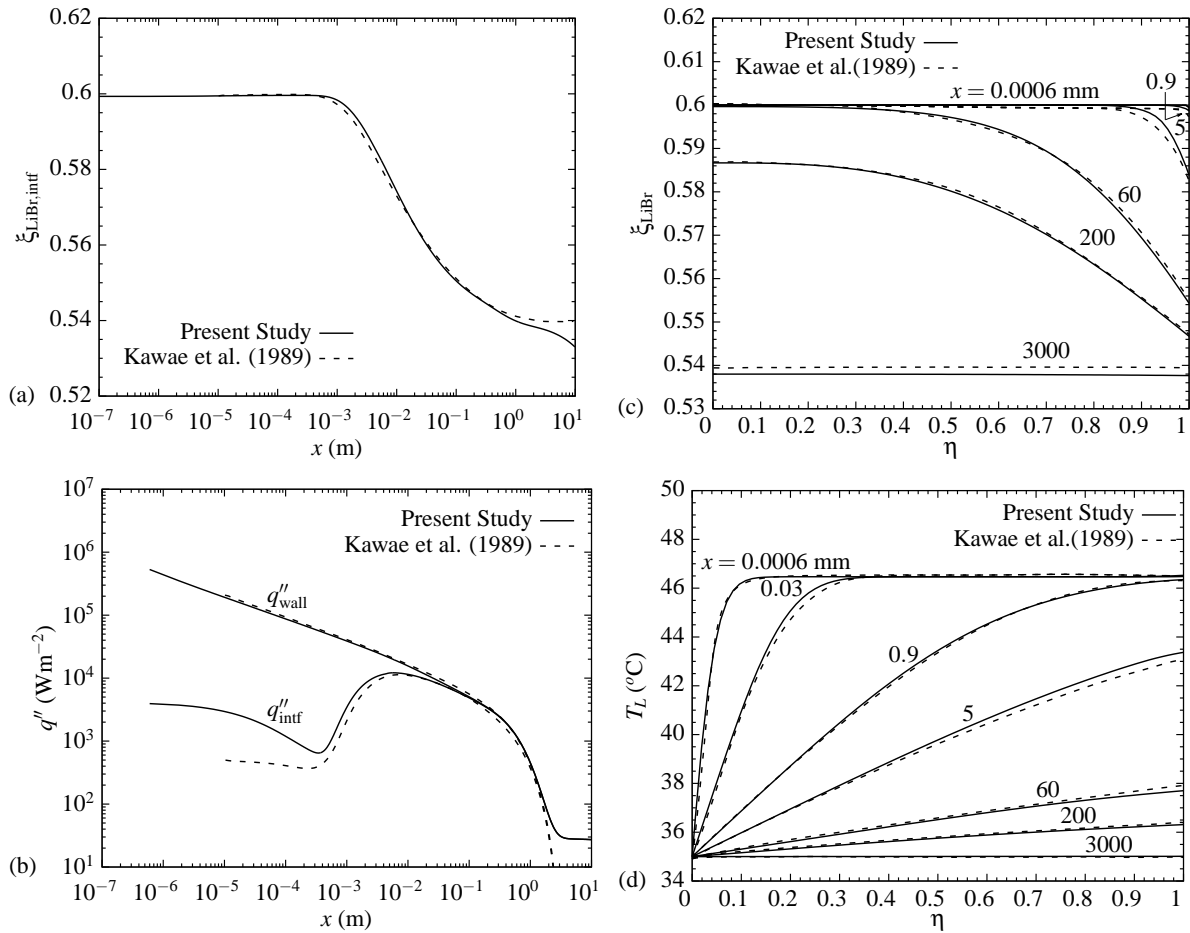 0.62
0.6
0.58
0.56
0.54
0.52
ξLiBr,intf
Present Study
Kawae et al. (1989)
(a)
10−7 10−6 10−5 10−4 10−3 10−2 10−1 100 101
x (m)
0.62
0.61
0.6
0.59
0.58
0.57
0.56
0.55
0.54
0.53
ξLiBr
Present Study
Kawae et al.(1989)
x = 0.0006 mm
0.9
5
60
200
3000
(c)
0 0.1 0.2 0.3 0.4 0.5 0.6 0.7 0.8 0.9 1
η
107
106
105
104
103
102
101
q″ (Wm−2)
Present Study
Kawae et al. (1989)
q″wall
q″intf
(b)
10−7 10−6 10−5 10−4 10−3 10−2 10−1 100 101
x (m)
50
48
46
44
42
40
38
36
34
TL (oC)
Present Study
Kawae et al.(1989)
x = 0.0006 mm
0.03
0.9
5
60
200
3000
(d)
0 0.1 0.2 0.3 0.4 0.5 0.6 0.7 0.8 0.9 1
η